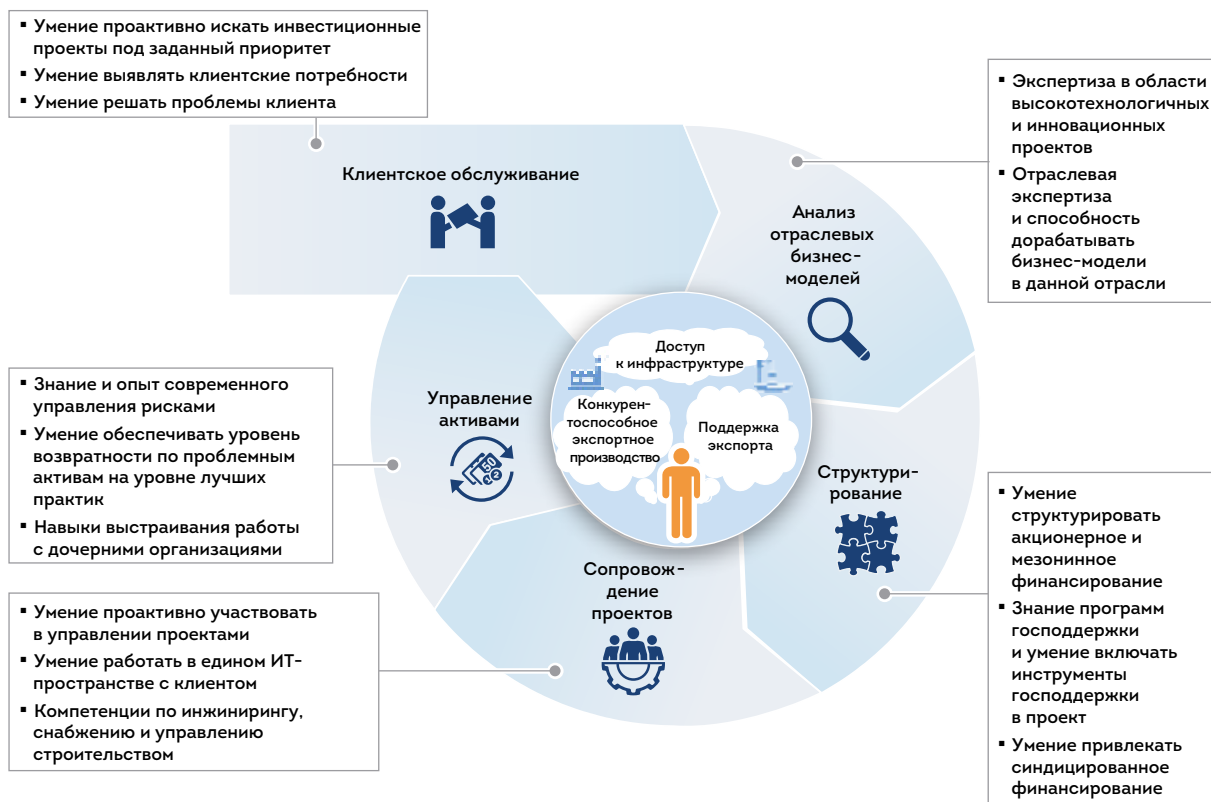 ▪ Умение проактивно искать инвестиционные
проекты под заданный приоритет
▪ Умение выявлять клиентские потребности
▪ Умение решать проблемы клиента
Клиентское обслуживание
▪ Экспертиза в области
высокотехнологичных
и инновационных
проектов
▪ Отраслевая
экспертиза
и способность
дорабатывать
бизнес-модели
в данной отрасли
Анализ
отраслевых
бизнес-
моделей
Доступ
к инфраструктуре
Конкурен-
тоспособное
экспортное
производство
Поддержка
экспорта
Управление
активами
50
1 2
▪ Знание и опыт современного
управления рисками
▪ Умение обеспечивать уровень
возвратности по проблемным
активам на уровне лучших
практик
▪ Навыки выстраивания работы
с дочерними организациями
Структури-
рование
▪ Умение
структурировать
акционерное и
мезонинное
финансирование
▪ Знание программ
господдержки
и умение включать
инструменты
господдержки
в проект
▪ Умение привлекать
синдицированное
финансирование
Сопровож-
дение
проектов
▪ Умение проактивно участвовать
в управлении проектами
▪ Умение работать в едином ИТ-
пространстве с клиентом
▪ Компетенции по инжинирингу,
снабжению и управлению
строительством